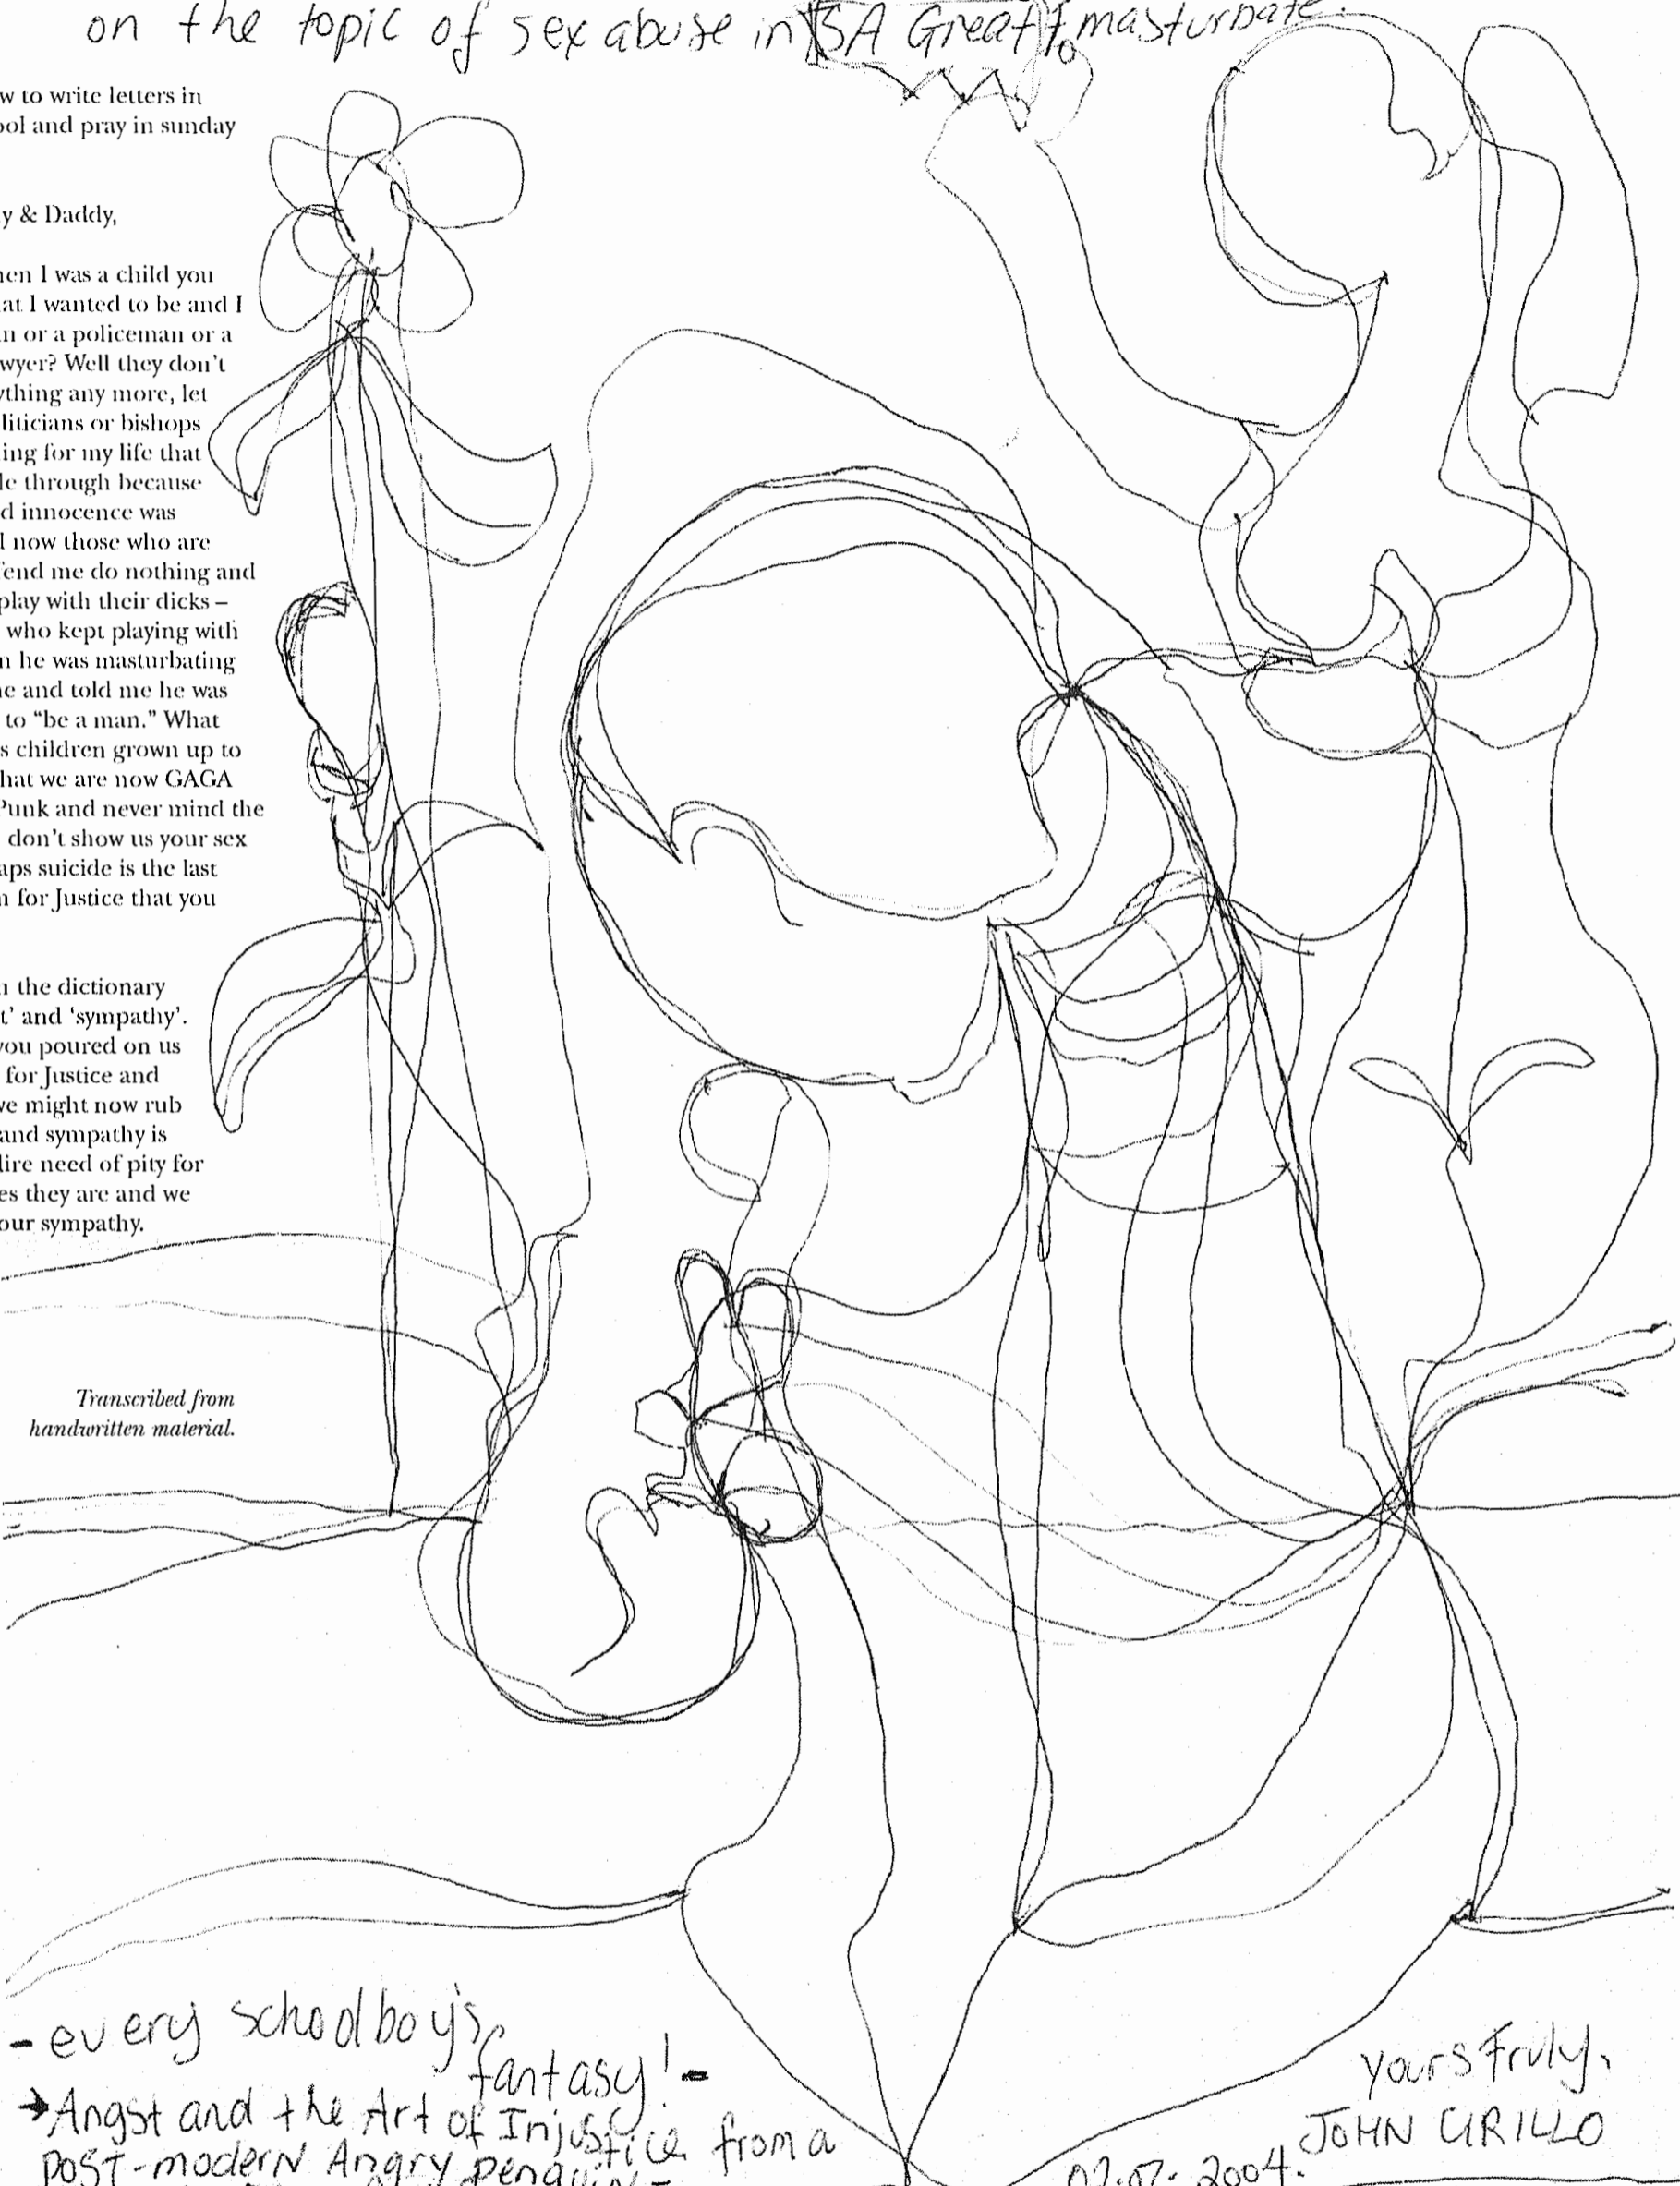 on the topic of sex abuse in SA Great to masturbate.
w to write letters in
ool and pray in sunday
y & Daddy,
hen I was a child you
at I wanted to be and I
n or a policeman or a
wyer? Well they don't
ything any more, let
liticians or bishops
ing for my life that
le through because
d innocence was
l now those who are
fend me do nothing and
play with their dicks –
who kept playing with
n he was masturbating
ne and told me he was
to “be a man.” What
s children grown up to
hat we are now GAGA
Punk and never mind the
don't show us your sex
aps suicide is the last
n for Justice that you
n the dictionary
t' and ‘sympathy’.
you poured on us
for Justice and
we might now rub
and sympathy is
dire need of pity for
es they are and we
our sympathy.
Transcribed from
handwritten material.
- every schoolboy's
fantasy! -
→ Angst and the Art of Injustice from a
POST-modern Angry Penguin -
yours truly,
JOHN CIRILLO
2004.